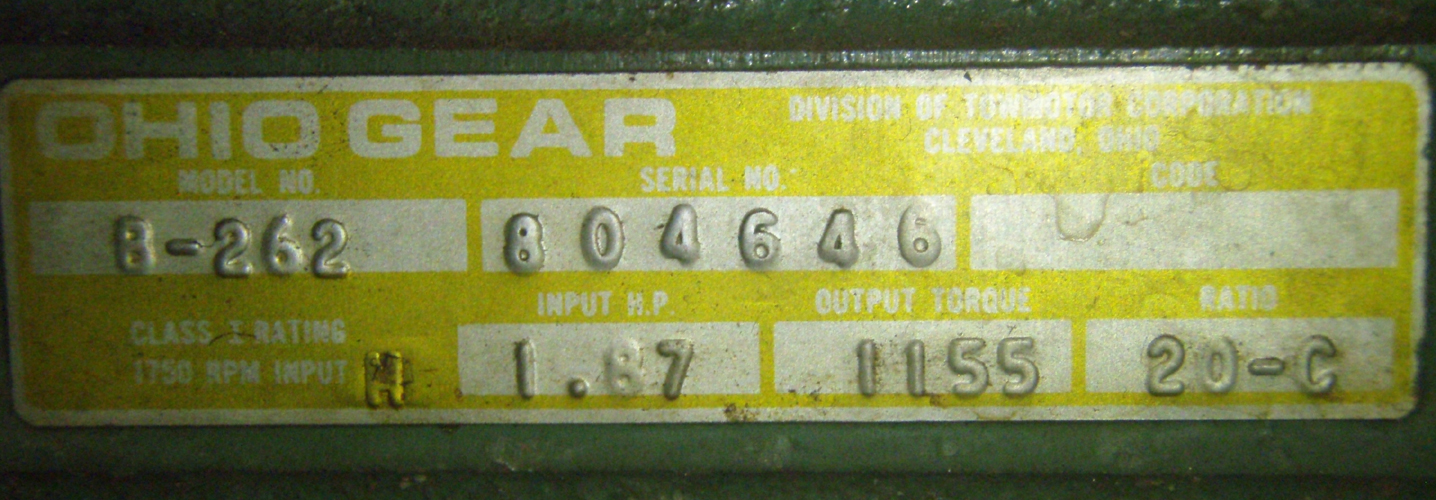 OHIO GEAR
DIVISION OF TOWMOTOR CORPORATION
CLEVELAND, OHIO
MODEL NO. SERIAL NO. CODE
B-262 804646
INPUT H.P. OUTPUT TORQUE RATIO
CLASS I RATING
1750 RPM INPUT H 1.87 1155 20-C